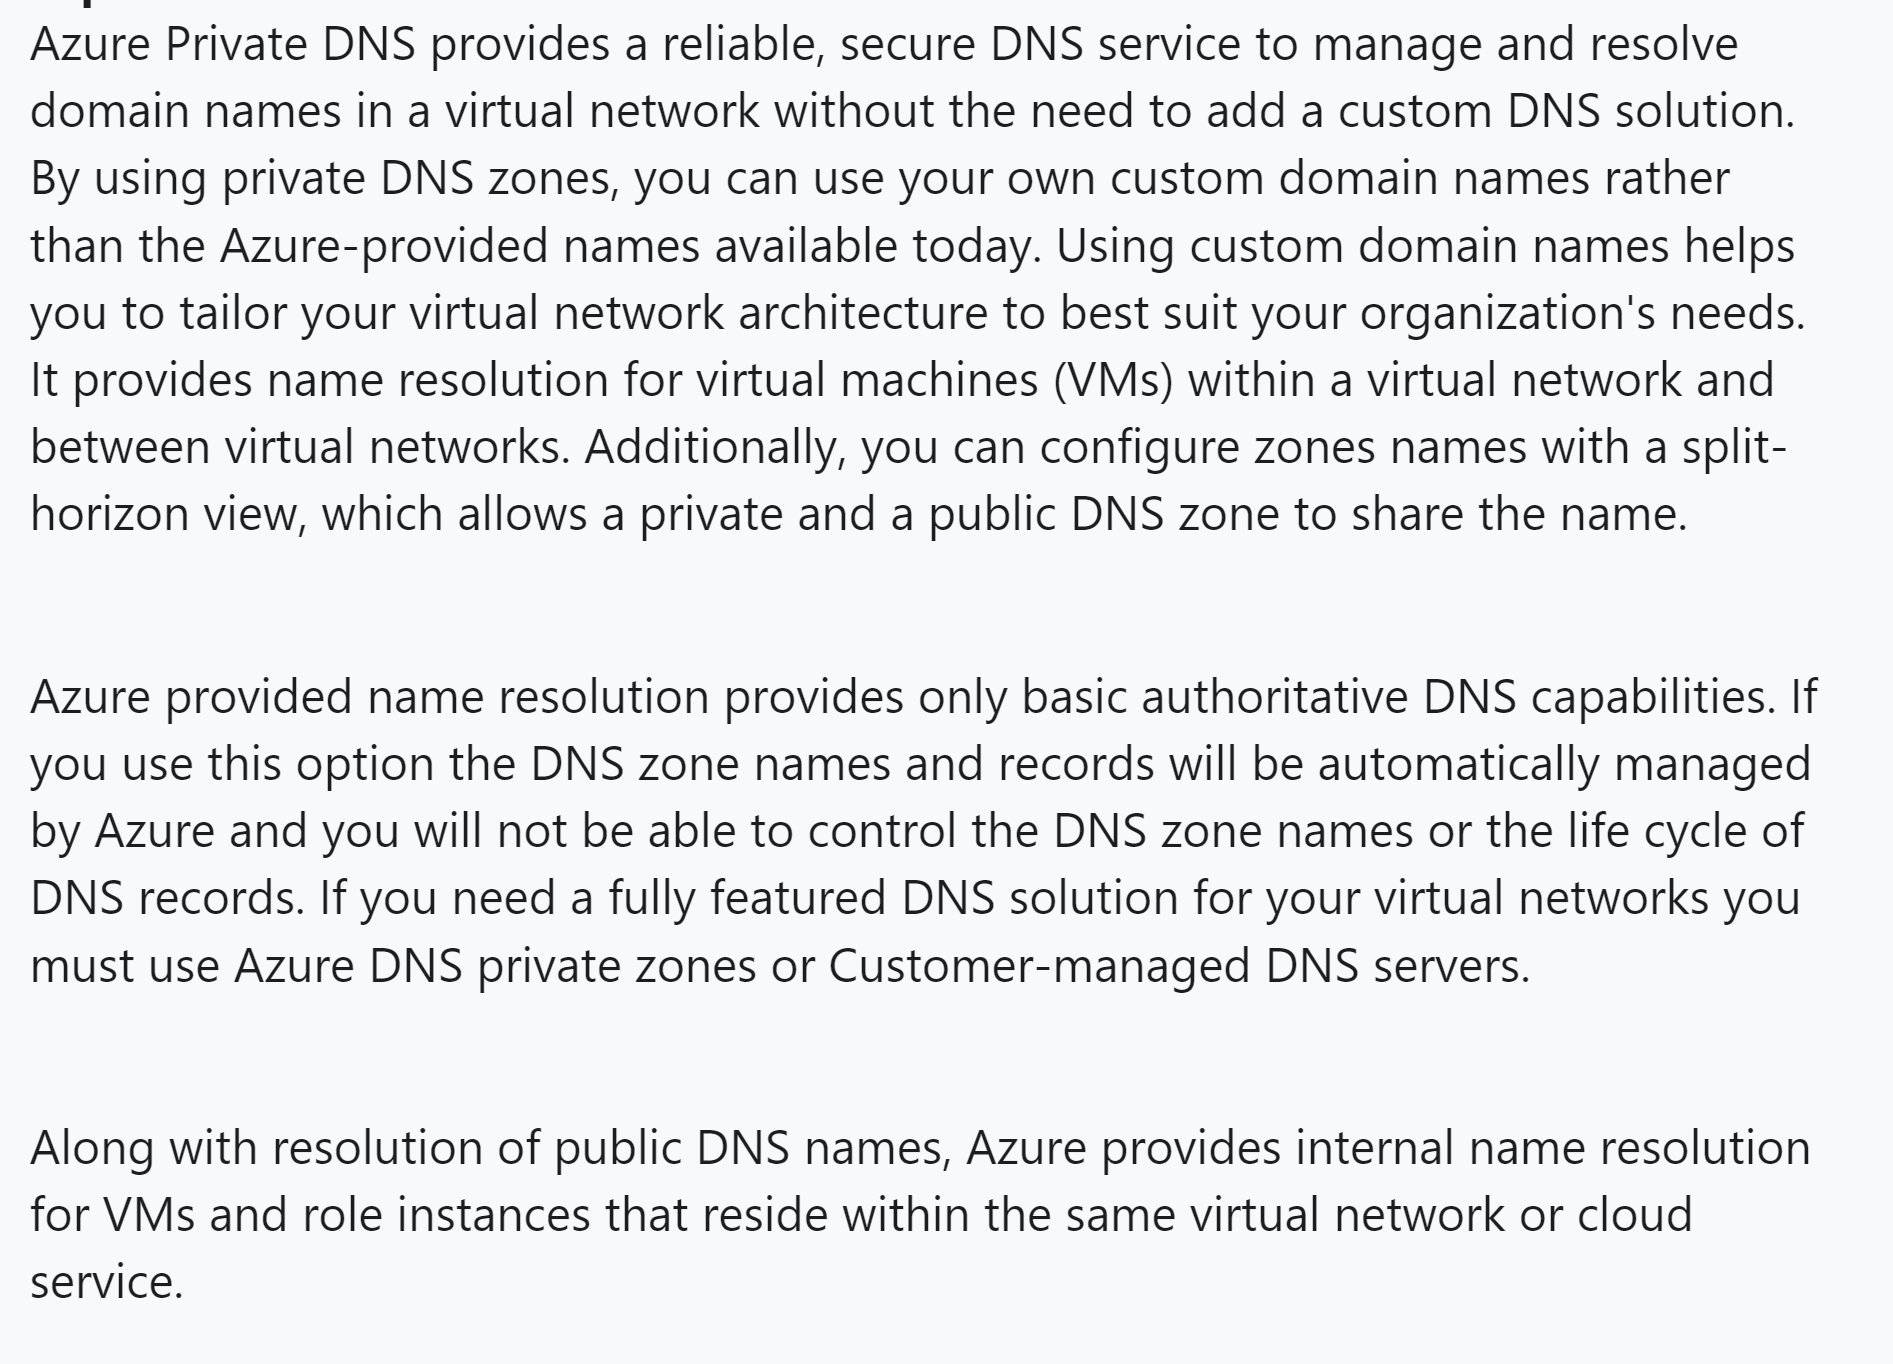 Azure Private DNS provides a reliable, secure DNS service to manage and resolve
domain names in a virtual network without the need to add a custom DNS solution.
By using private DNS zones, you can use your own custom domain names rather
than the Azure-provided names available today. Using custom domain names helps
you to tailor your virtual network architecture to best suit your organization's needs.
It provides name resolution for virtual machines (VMs) within a virtual network and
between virtual networks. Additionally, you can configure zones names with a split-
horizon view, which allows a private and a public DNS zone to share the name.
Azure provided name resolution provides only basic authoritative DNS capabilities. If
you use this option the DNS zone names and records will be automatically managed
by Azure and you will not be able to control the DNS zone names or the life cycle of
DNS records. If you need a fully featured DNS solution for your virtual networks you
must use Azure DNS private zones or Customer-managed DNS servers.
Along with resolution of public DNS names, Azure provides internal name resolution
for VMs and role instances that reside within the same virtual network or cloud
service.